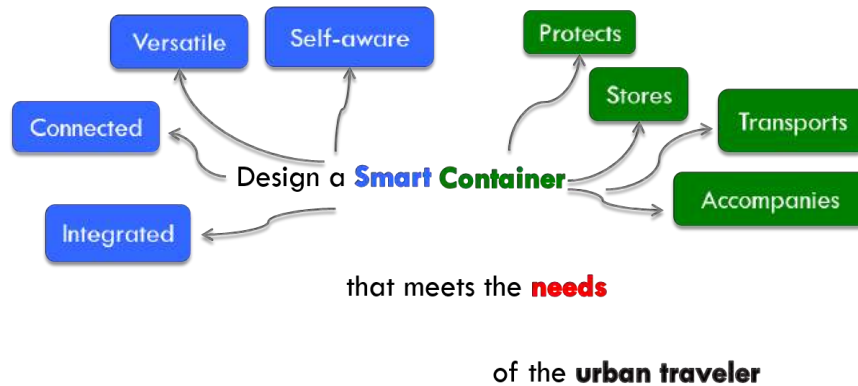 Versatile
Self-aware
Protects
Stores
Connected
Transports
Design a Smart Container
Accompanies
Integrated
that meets the needs
of the urban traveler